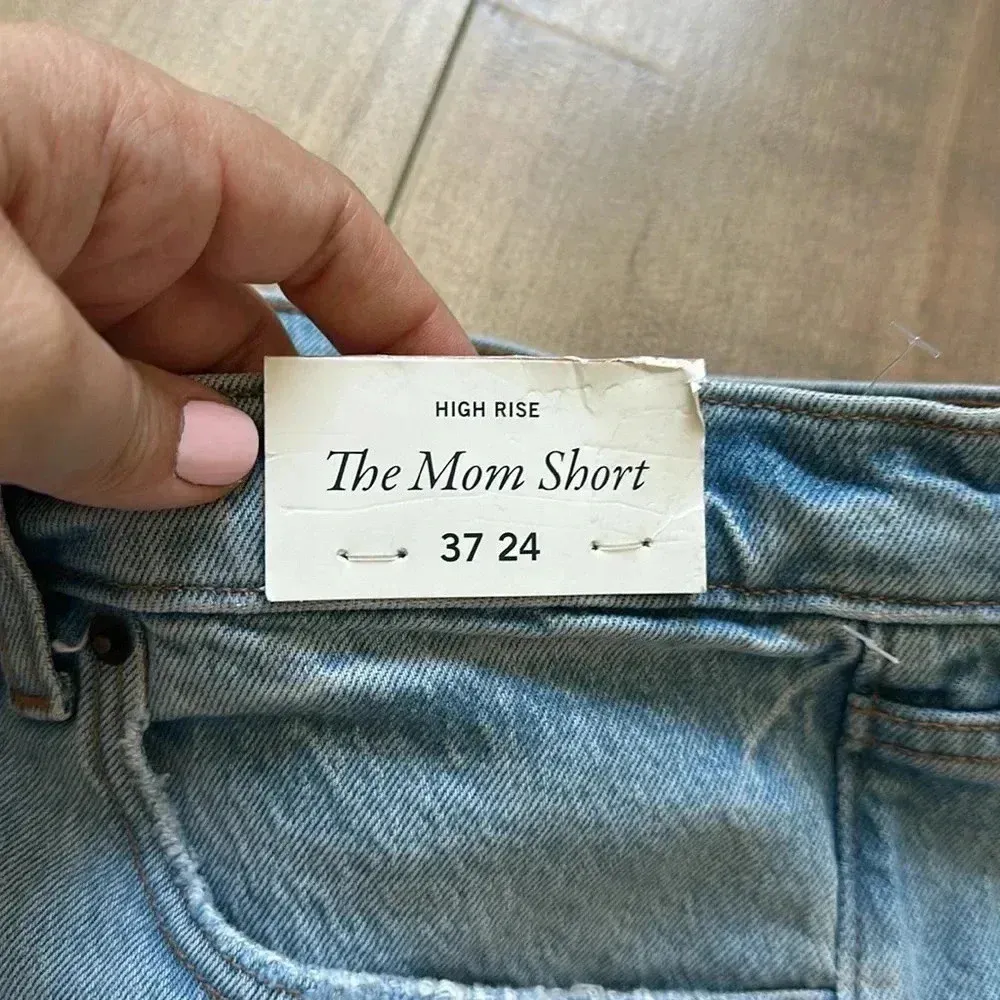 HIGH RISE
The Mom Short
37 24